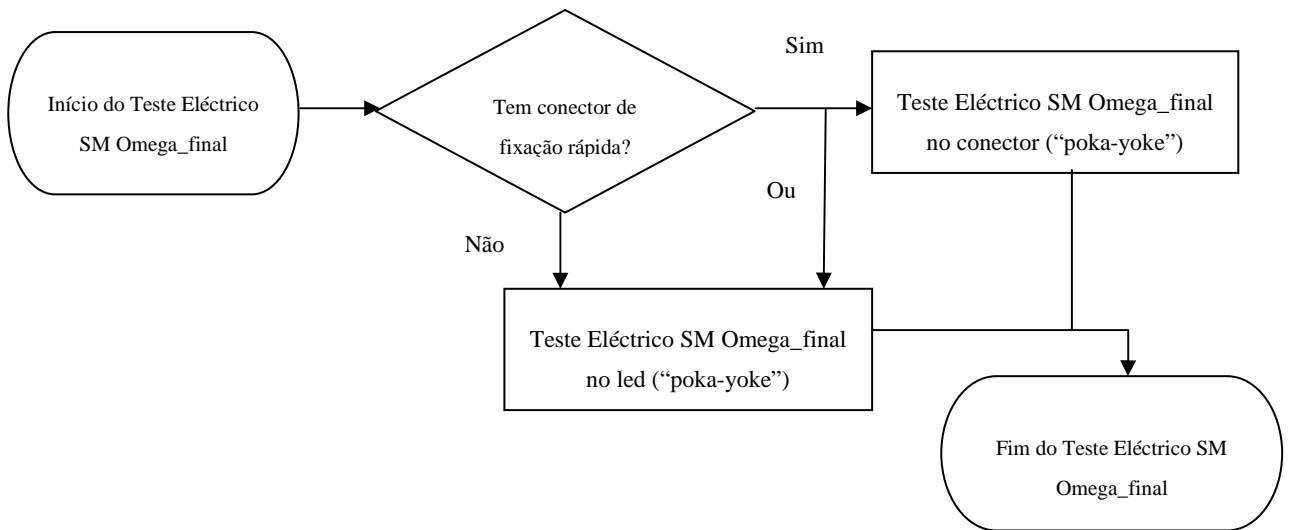 Início do Teste Eléctrico
SM Omega_final
Tem conector de
fixação rápida?
Sim
Teste Eléctrico SM Omega_final
no conector (“poka-yoke”)
Ou
Não
Teste Eléctrico SM Omega_final
no led (“poka-yoke”)
Fim do Teste Eléctrico SM
Omega_final